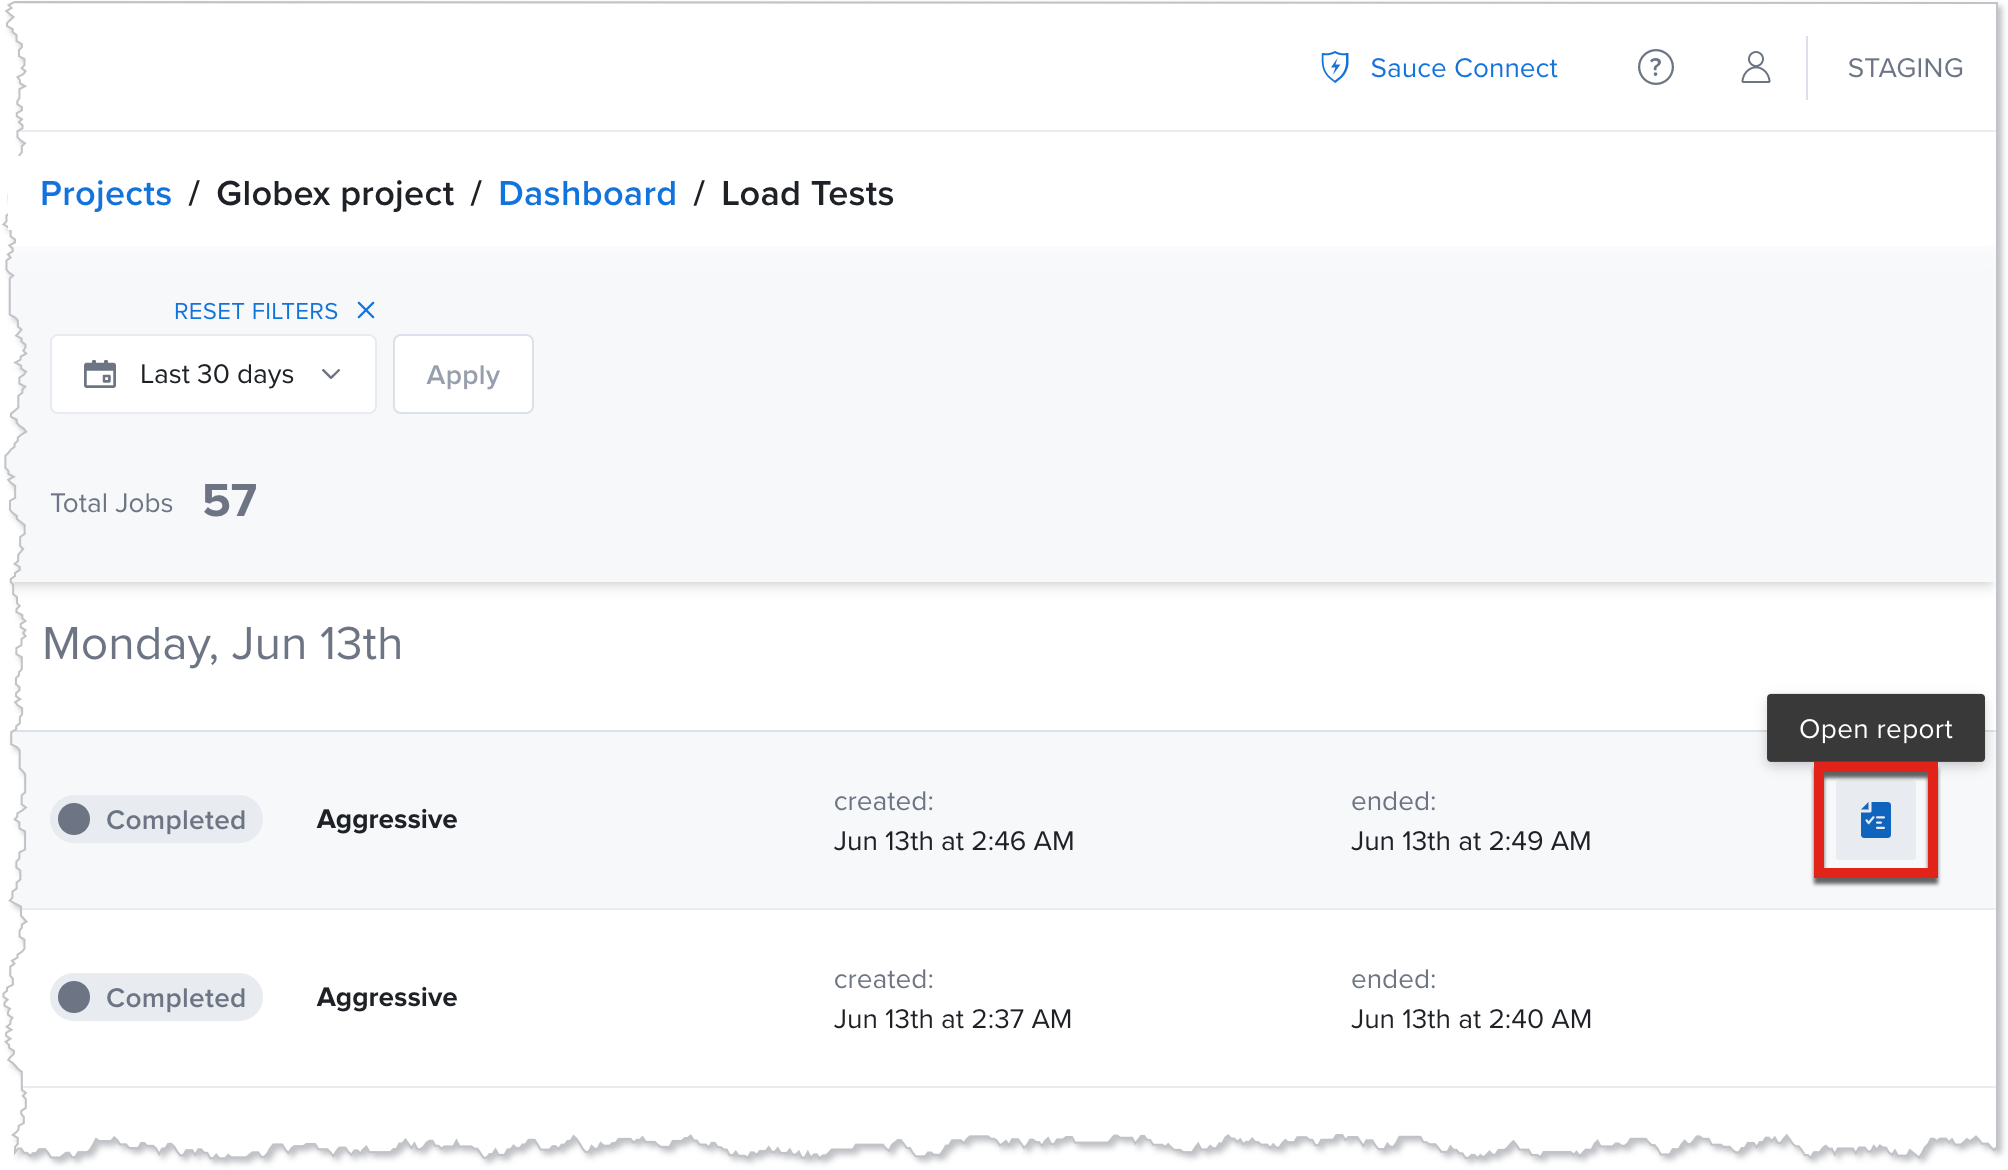 Sauce Connect ? STAGING
Projects / Globex project / Dashboard / Load Tests
RESET FILTERS
Last 30 days Apply
Total Jobs 57
Monday, Jun 13th
Open report
Completed Aggressive
created:
Jun 13th at 2:46 AM
ended:
Jun 13th at 2:49 AM
Completed Aggressive
created:
Jun 13th at 2:37 AM
ended:
Jun 13th at 2:40 AM